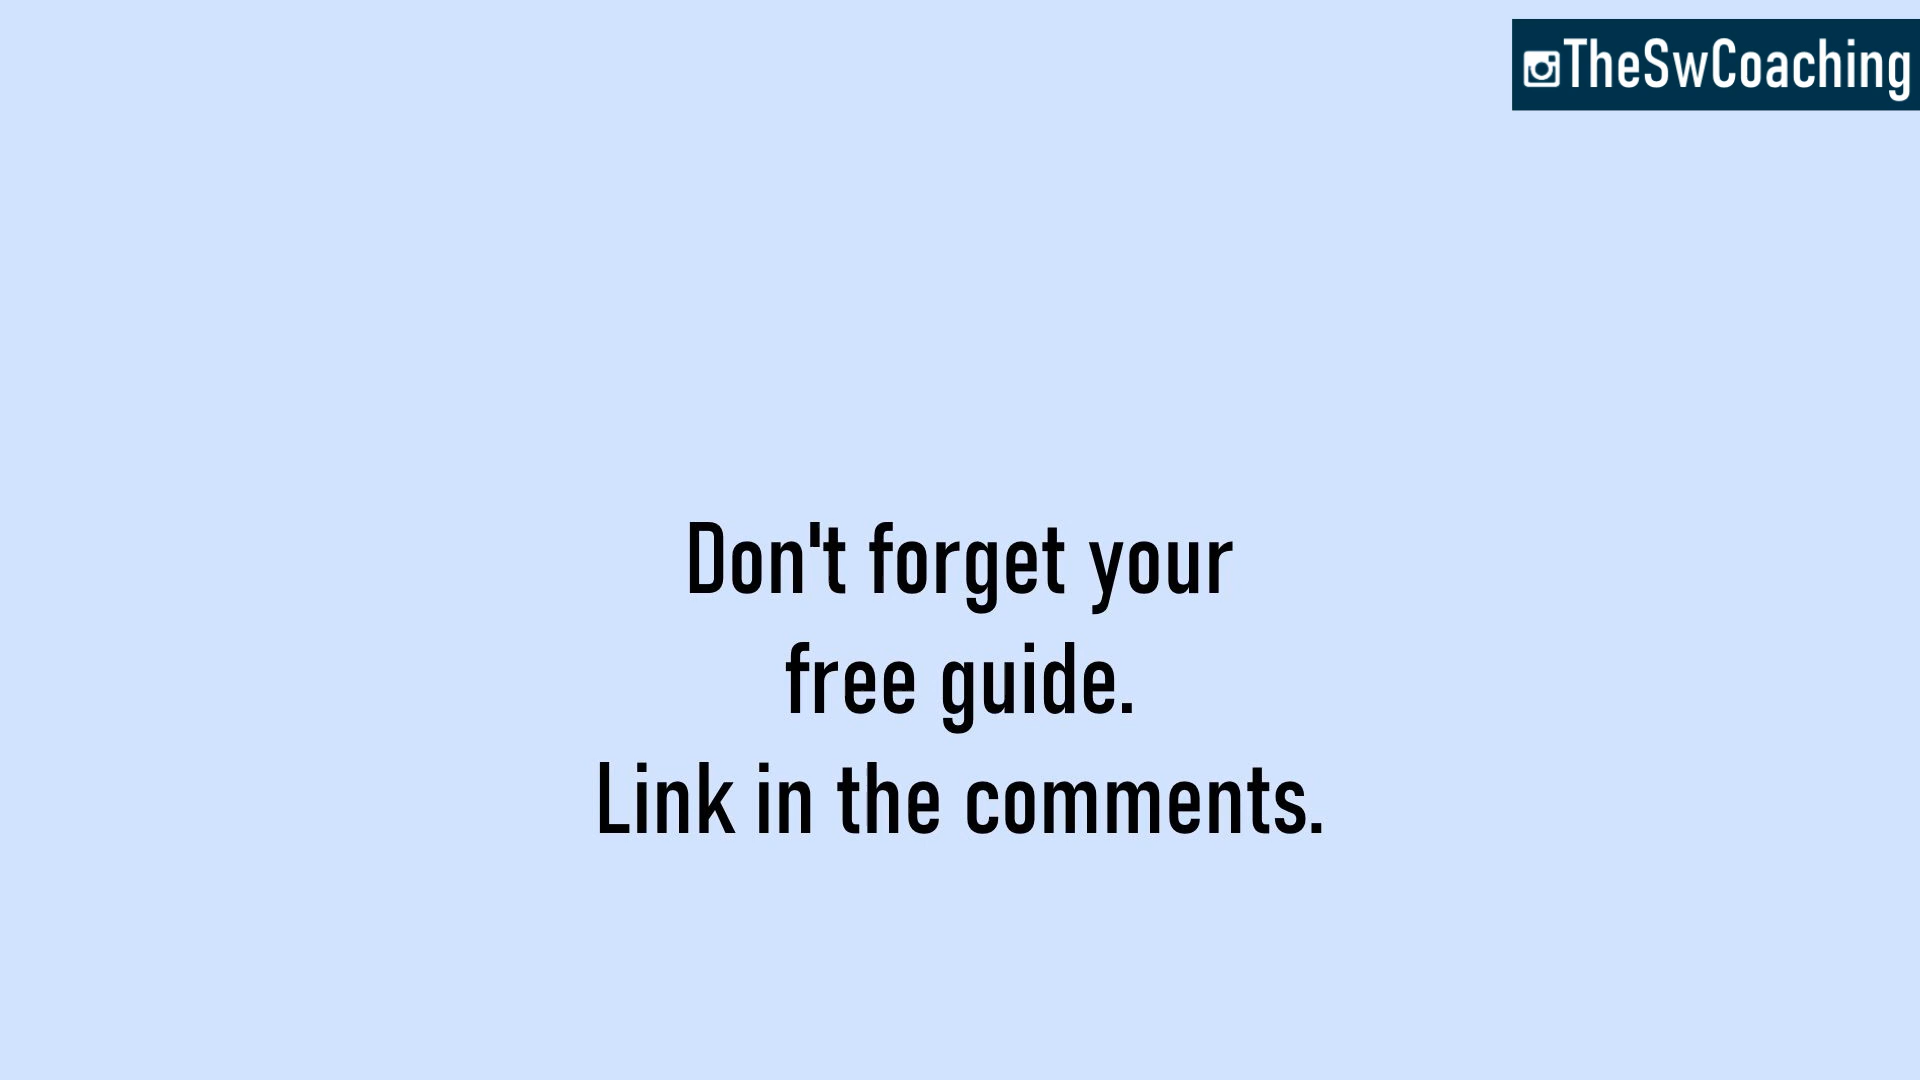 TheSwCoaching
Don't forget your
free guide.
Link in the comments.